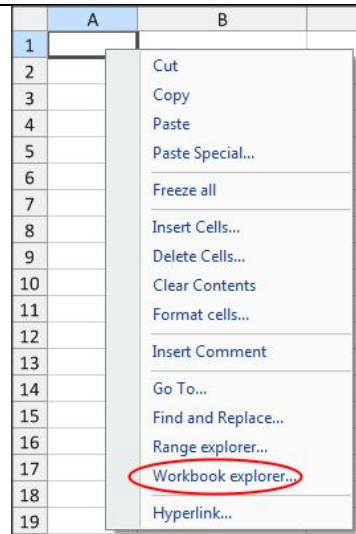 A B
1
2 Cut
3 Copy
4 Paste
5 Paste Special...
6
7 Freeze all
8 Insert Cells...
9 Delete Cells...
10 Clear Contents
11 Format cells...
12
13 Insert Comment
14 Go To...
15 Find and Replace...
16 Range explorer...
17 Workbook explorer...
18
19 Hyperlink...